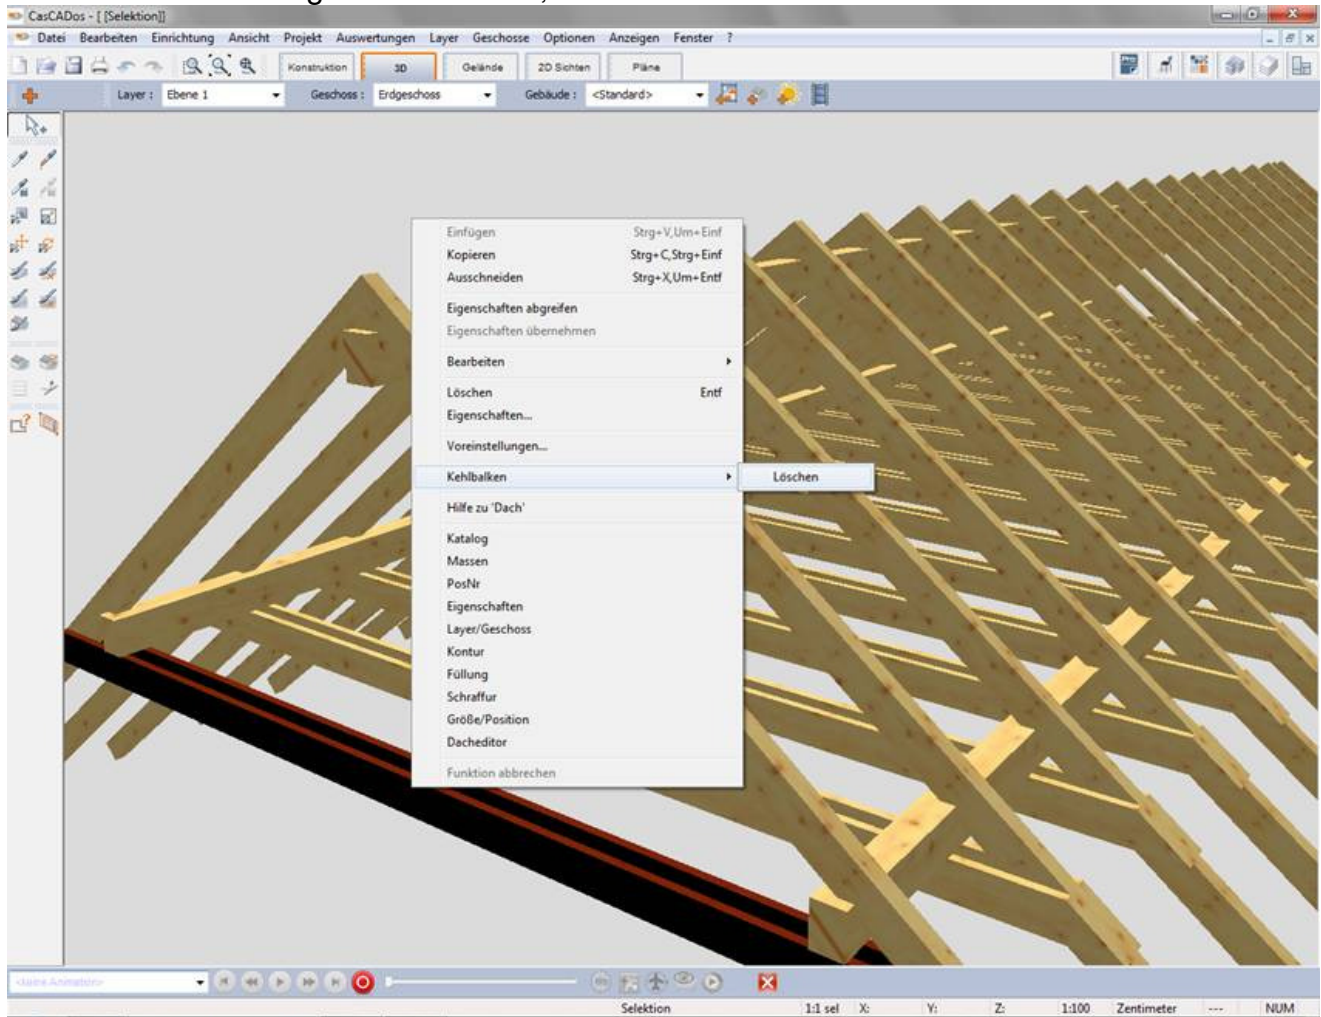 CasCADos - [ [Selektion]]
Datei Bearbeiten Einrichtung Ansicht Projekt Auswertungen Layer Geschosse Optionen Anzeigen Fenster ?
Konstruktion 3D Gelände 2D Sichten Pläne
Layer : Ebene 1 Geschoss : Erdgeschoss Gebäude : <Standard>
Einfügen Strg+V,Um+Einf
Kopieren Strg+C,Strg+Einf
Ausschneiden Strg+X,Um+Entf
Eigenschaften abgreifen
Eigenschaften übernehmen
Bearbeiten
Löschen Entf
Eigenschaften...
Voreinstellungen...
Kehlbalken Löschen
Hilfe zu 'Dach'
Katalog
Massen
PosNr
Eigenschaften
Layer/Geschoss
Kontur
Füllung
Schraffur
Größe/Position
Dacheditor
Funktion abbrechen
<keine Animation>
Selektion 1:1 sel X: Y: Z: 1:100 Zentimeter --- NUM